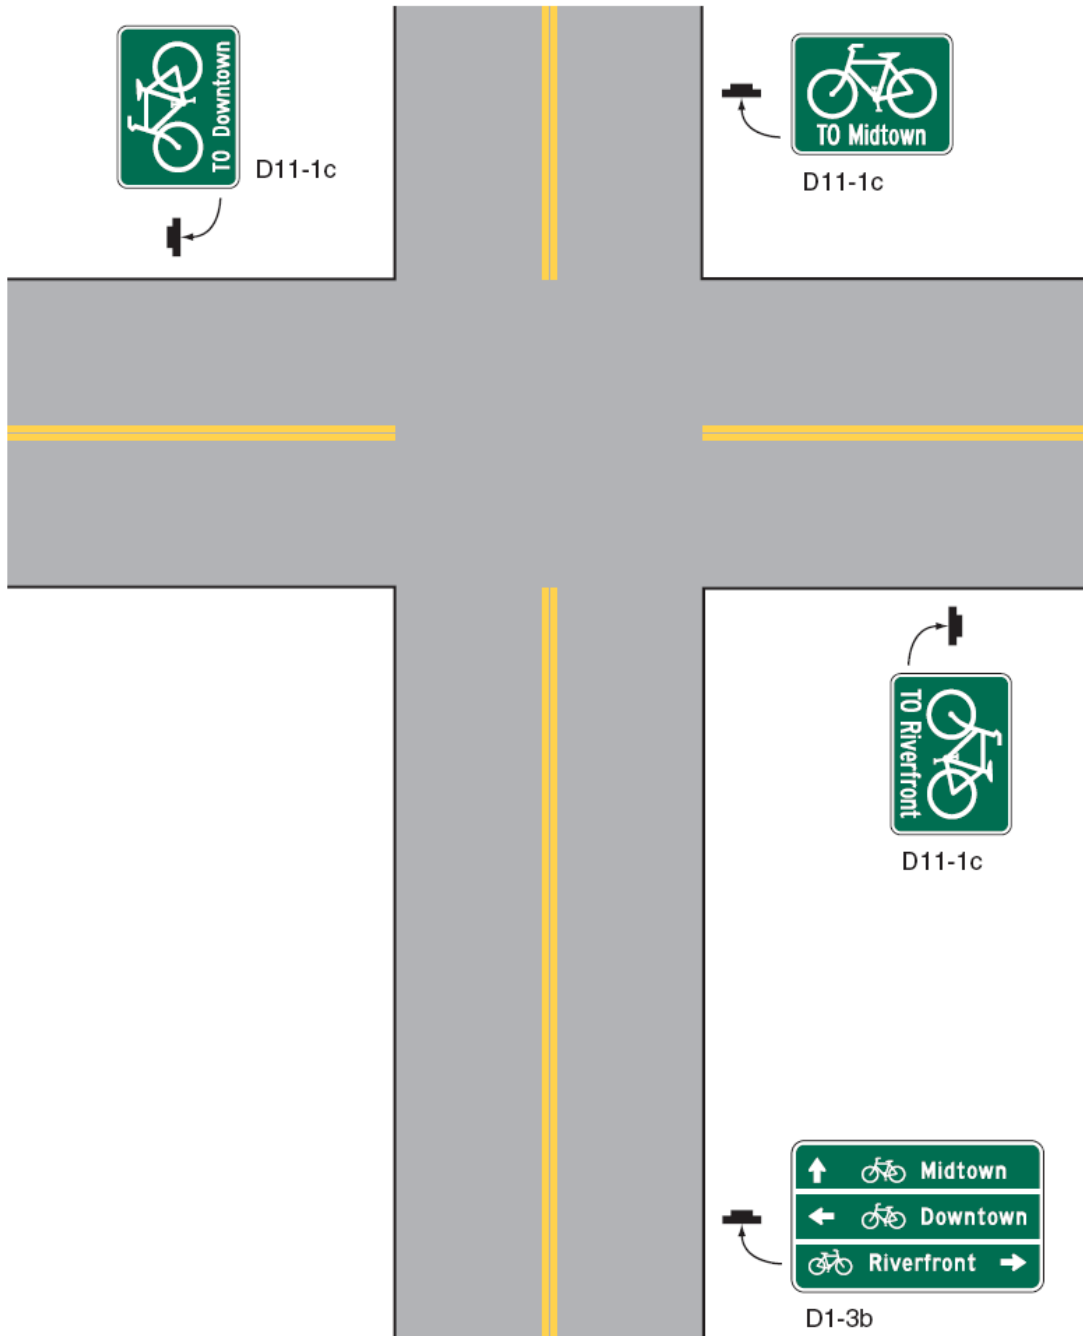 TO Downtown
D11-1c
TO Midtown
D11-1c
TO Riverfront
D11-1c
Midtown
Downtown
Riverfront
D1-3b